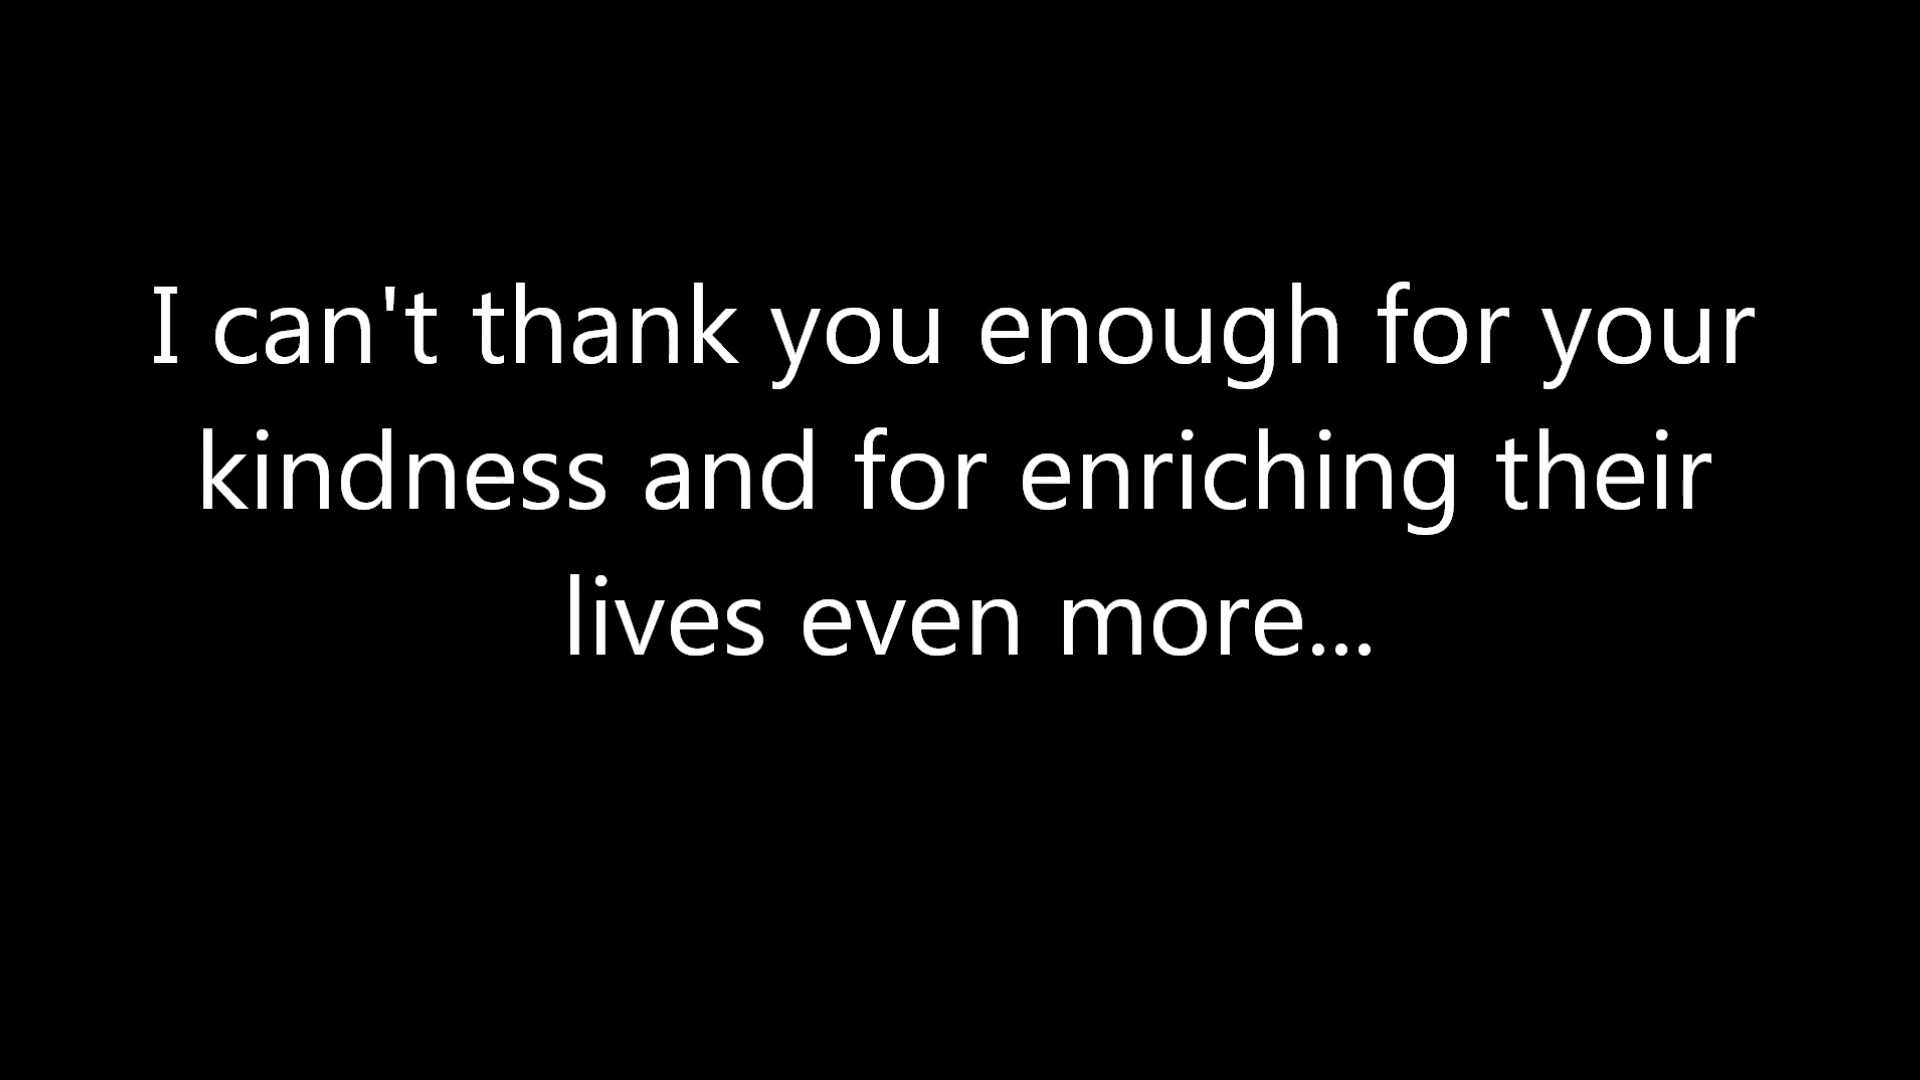 I can't thank you enough for your
kindness and for enriching their
lives even more...